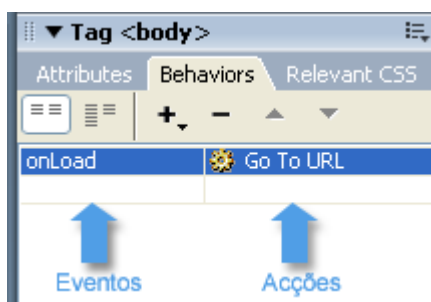 Tag <body>
Attributes Behaviors Relevant CSS
onLoad Go To URL
Eventos Acções